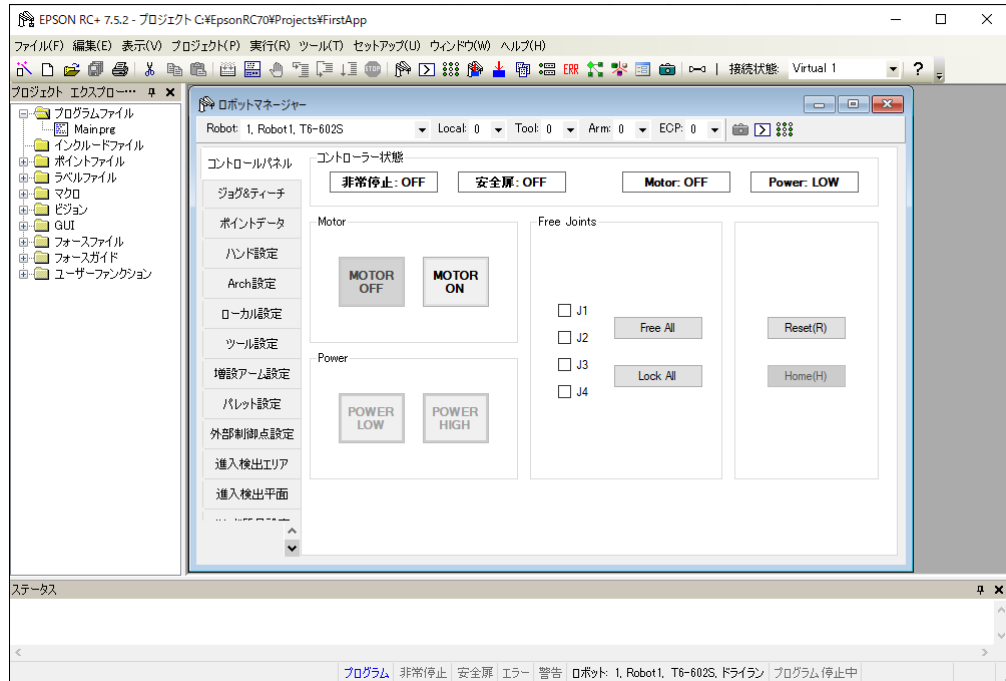 EPSON RC+ 7.5.2 - プロジェクト C:¥EpsonRC70¥Projects¥FirstApp
ファイル(F) 編集(E) 表示(V) プロジェクト(P) 実行(R) ツール(T) セットアップ(U) ウィンドウ(W) ヘルプ(H)
STOP ERR 接続状態: Virtual 1 ?
プロジェクト エクスプロー…
プログラムファイル
Main.prg
インクルードファイル
ポイントファイル
ラベルファイル
マクロ
ビジョン
GUI
フォースファイル
フォースガイド
ユーザーファンクション
ロボットマネージャー
Robot: 1, Robot1, T6-602S Local: 0 Tool: 0 Arm: 0 ECP: 0
コントロールパネル
ジョグ&ティーチ
ポイントデータ
ハンド設定
Arch設定
ローカル設定
ツール設定
増設アーム設定
パレット設定
外部制御点設定
進入検出エリア
進入検出平面
コントローラー状態
非常停止: OFF 安全扉: OFF Motor: OFF Power: LOW
Motor
MOTOR OFF
MOTOR ON
Power
POWER LOW
POWER HIGH
Free Joints
J1
J2
J3
J4
Free All
Lock All
Reset(R)
Home(H)
ステータス
プログラム 非常停止 安全扉 エラー 警告 ロボット: 1, Robot1, T6-602S, ドライラン プログラム停止中